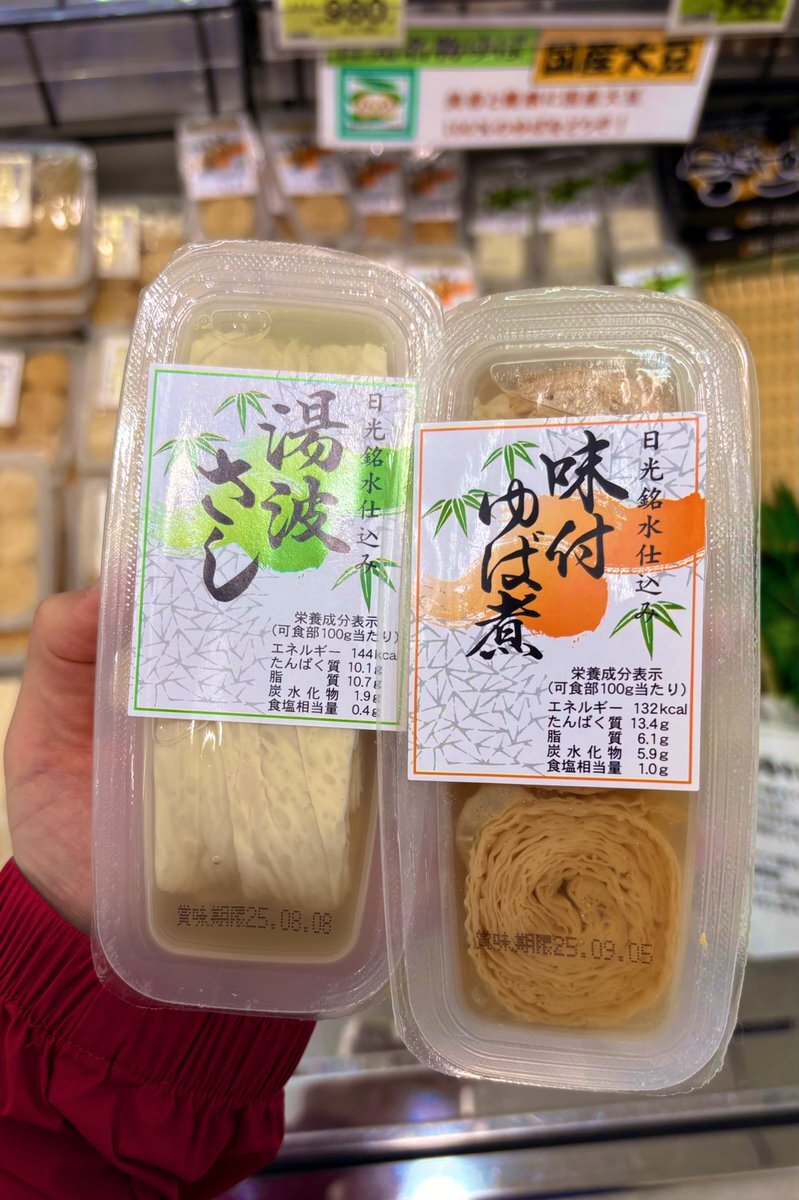 980
国産大豆
日光銘水仕込み
湯波
さし
栄養成分表示
(可食部100g当たり)
エネルギー 144kcal
たんぱく質 10.1g
脂質 10.7g
炭水化物 1.9g
食塩相当量 0.4g
賞味期限25.08.08
日光銘水仕込み
味付
ゆば煮
栄養成分表示
(可食部100g当たり)
エネルギー 132kcal
たんぱく質 13.4g
脂質 6.1g
炭水化物 5.9g
食塩相当量 1.0g
賞味期限25.09.05